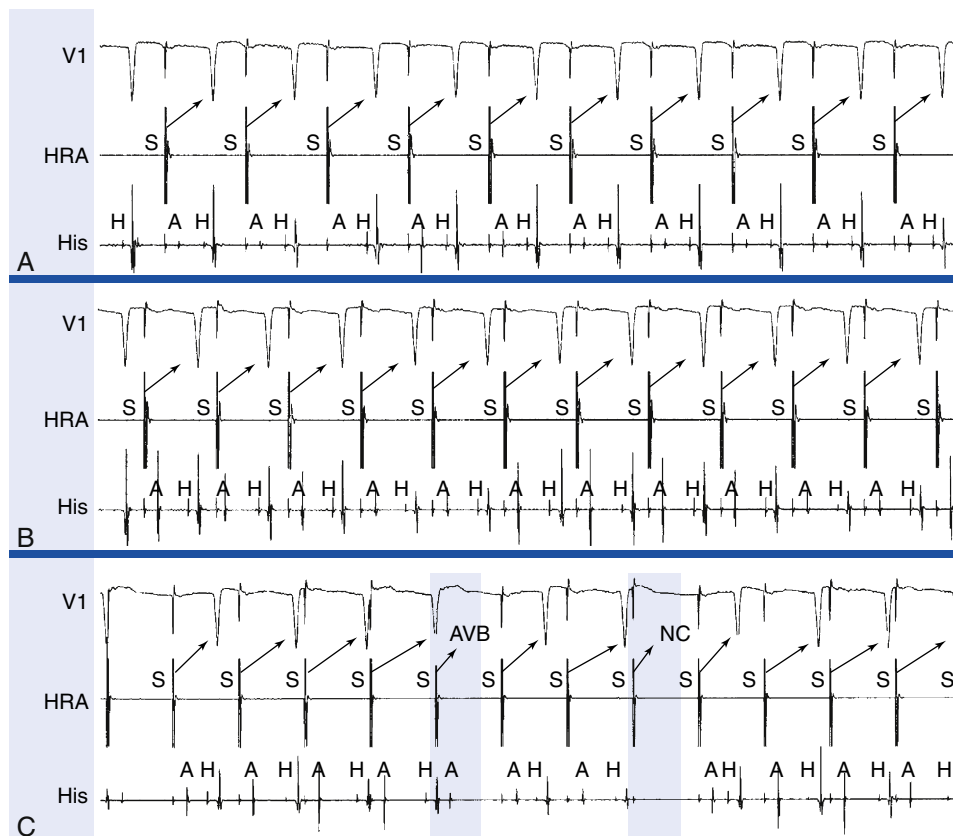 V1
S S S S S S S S S S
HRA
H A H A H A H A H A H A H A H A H A H A H
His
A
V1
S S S S S S S S S S S S
HRA
A H A H A H A H A H A H A H A H A H A H A H
His
B
V1
AVB NC
S S S S S S S S S S S S S
HRA
A H A H A H A H A A H A H A H A H A H A H
His
C